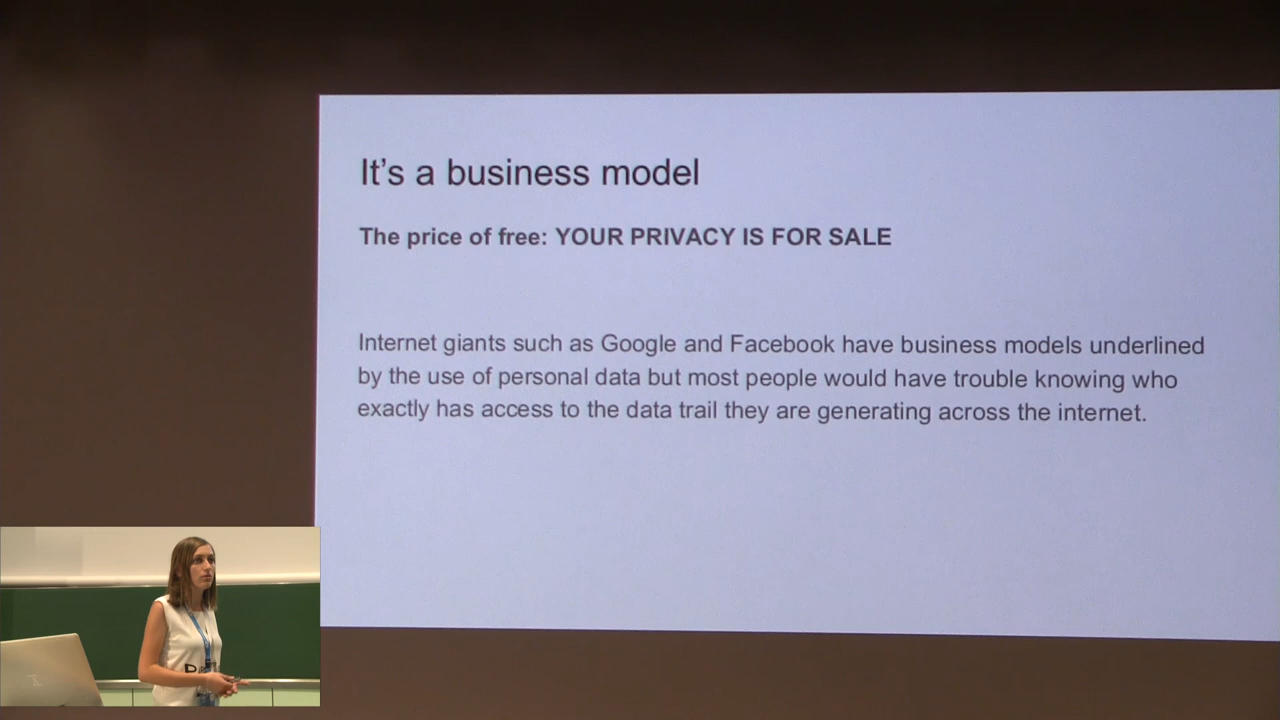 It's a business model
The price of free: YOUR PRIVACY IS FOR SALE
Internet giants such as Google and Facebook have business models underlined
by the use of personal data but most people would have trouble knowing who
exactly has access to the data trail they are generating across the internet.